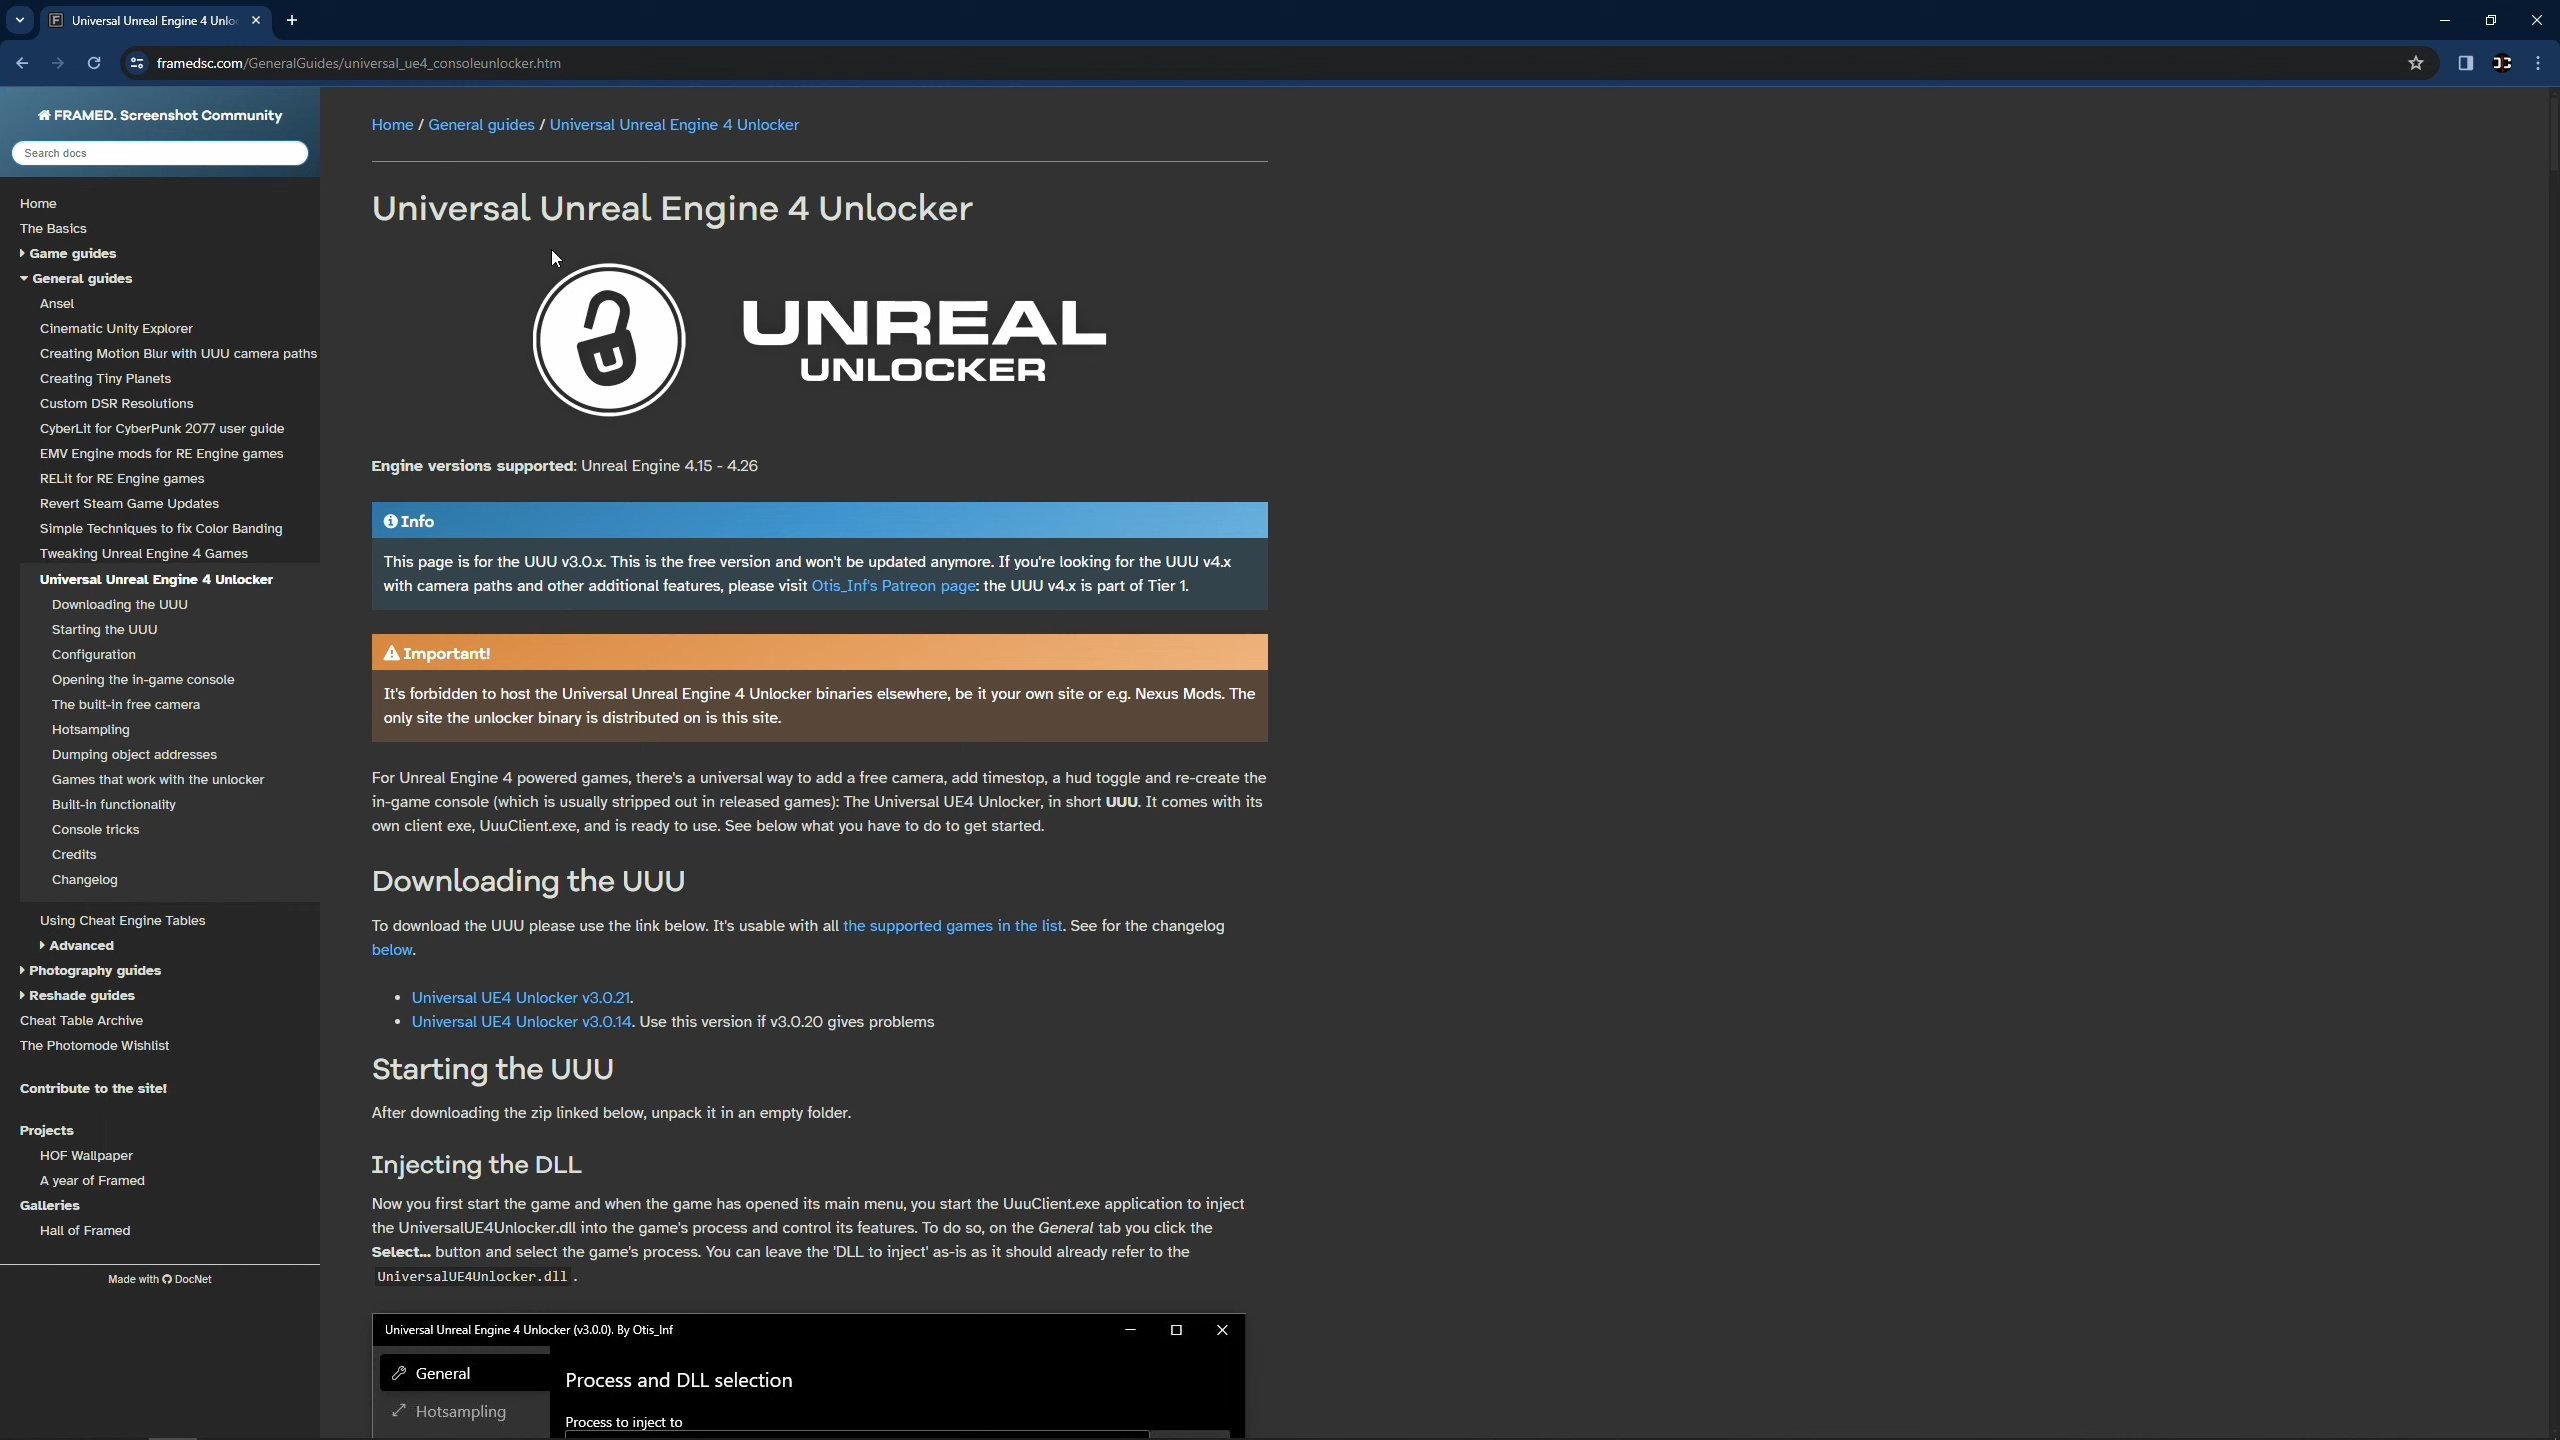 Universal Unreal Engine 4 Unlo
framedsc.com/GeneralGuides/universal_ue4_consoleunlocker.htm
FRAMED. Screenshot Community
Search docs
Home
The Basics
Game guides
General guides
Ansel
Cinematic Unity Explorer
Creating Motion Blur with UUU camera paths
Creating Tiny Planets
Custom DSR Resolutions
CyberLit for CyberPunk 2077 user guide
EMV Engine mods for RE Engine games
RELit for RE Engine games
Revert Steam Game Updates
Simple Techniques to fix Color Banding
Tweaking Unreal Engine 4 Games
Universal Unreal Engine 4 Unlocker
Downloading the UUU
Starting the UUU
Configuration
Opening the in-game console
The built-in free camera
Hotsampling
Dumping object addresses
Games that work with the unlocker
Built-in functionality
Console tricks
Credits
Changelog
Using Cheat Engine Tables
Advanced
Photography guides
Reshade guides
Cheat Table Archive
The Photomode Wishlist
Contribute to the site!
Projects
HOF Wallpaper
A year of Framed
Galleries
Hall of Framed
Made with DocNet
Home / General guides / Universal Unreal Engine 4 Unlocker
Universal Unreal Engine 4 Unlocker
U
UNREAL
UNLOCKER
Engine versions supported: Unreal Engine 4.15 - 4.26
Info
This page is for the UUU v3.0.x. This is the free version and won't be updated anymore. If you're looking for the UUU v4.x
with camera paths and other additional features, please visit Otis_Inf's Patreon page: the UUU v4.x is part of Tier 1.
Important!
It's forbidden to host the Universal Unreal Engine 4 Unlocker binaries elsewhere, be it your own site or e.g. Nexus Mods. The
only site the unlocker binary is distributed on is this site.
For Unreal Engine 4 powered games, there's a universal way to add a free camera, add timestop, a hud toggle and re-create the
in-game console (which is usually stripped out in released games): The Universal UE4 Unlocker, in short UUU. It comes with its
own client exe, UuuClient.exe, and is ready to use. See below what you have to do to get started.
Downloading the UUU
To download the UUU please use the link below. It's usable with all the supported games in the list. See for the changelog
below.
• Universal UE4 Unlocker v3.0.21.
• Universal UE4 Unlocker v3.0.14. Use this version if v3.0.20 gives problems
Starting the UUU
After downloading the zip linked below, unpack it in an empty folder.
Injecting the DLL
Now you first start the game and when the game has opened its main menu, you start the UuuClient.exe application to inject
the UniversalUE4Unlocker.dll into the game's process and control its features. To do so, on the General tab you click the
Select... button and select the game's process. You can leave the 'DLL to inject' as-is as it should already refer to the
UniversalUE4Unlocker.dll .
Universal Unreal Engine 4 Unlocker (v3.0.0). By Otis_Inf
General
Hotsampling
Process and DLL selection
Process to inject to